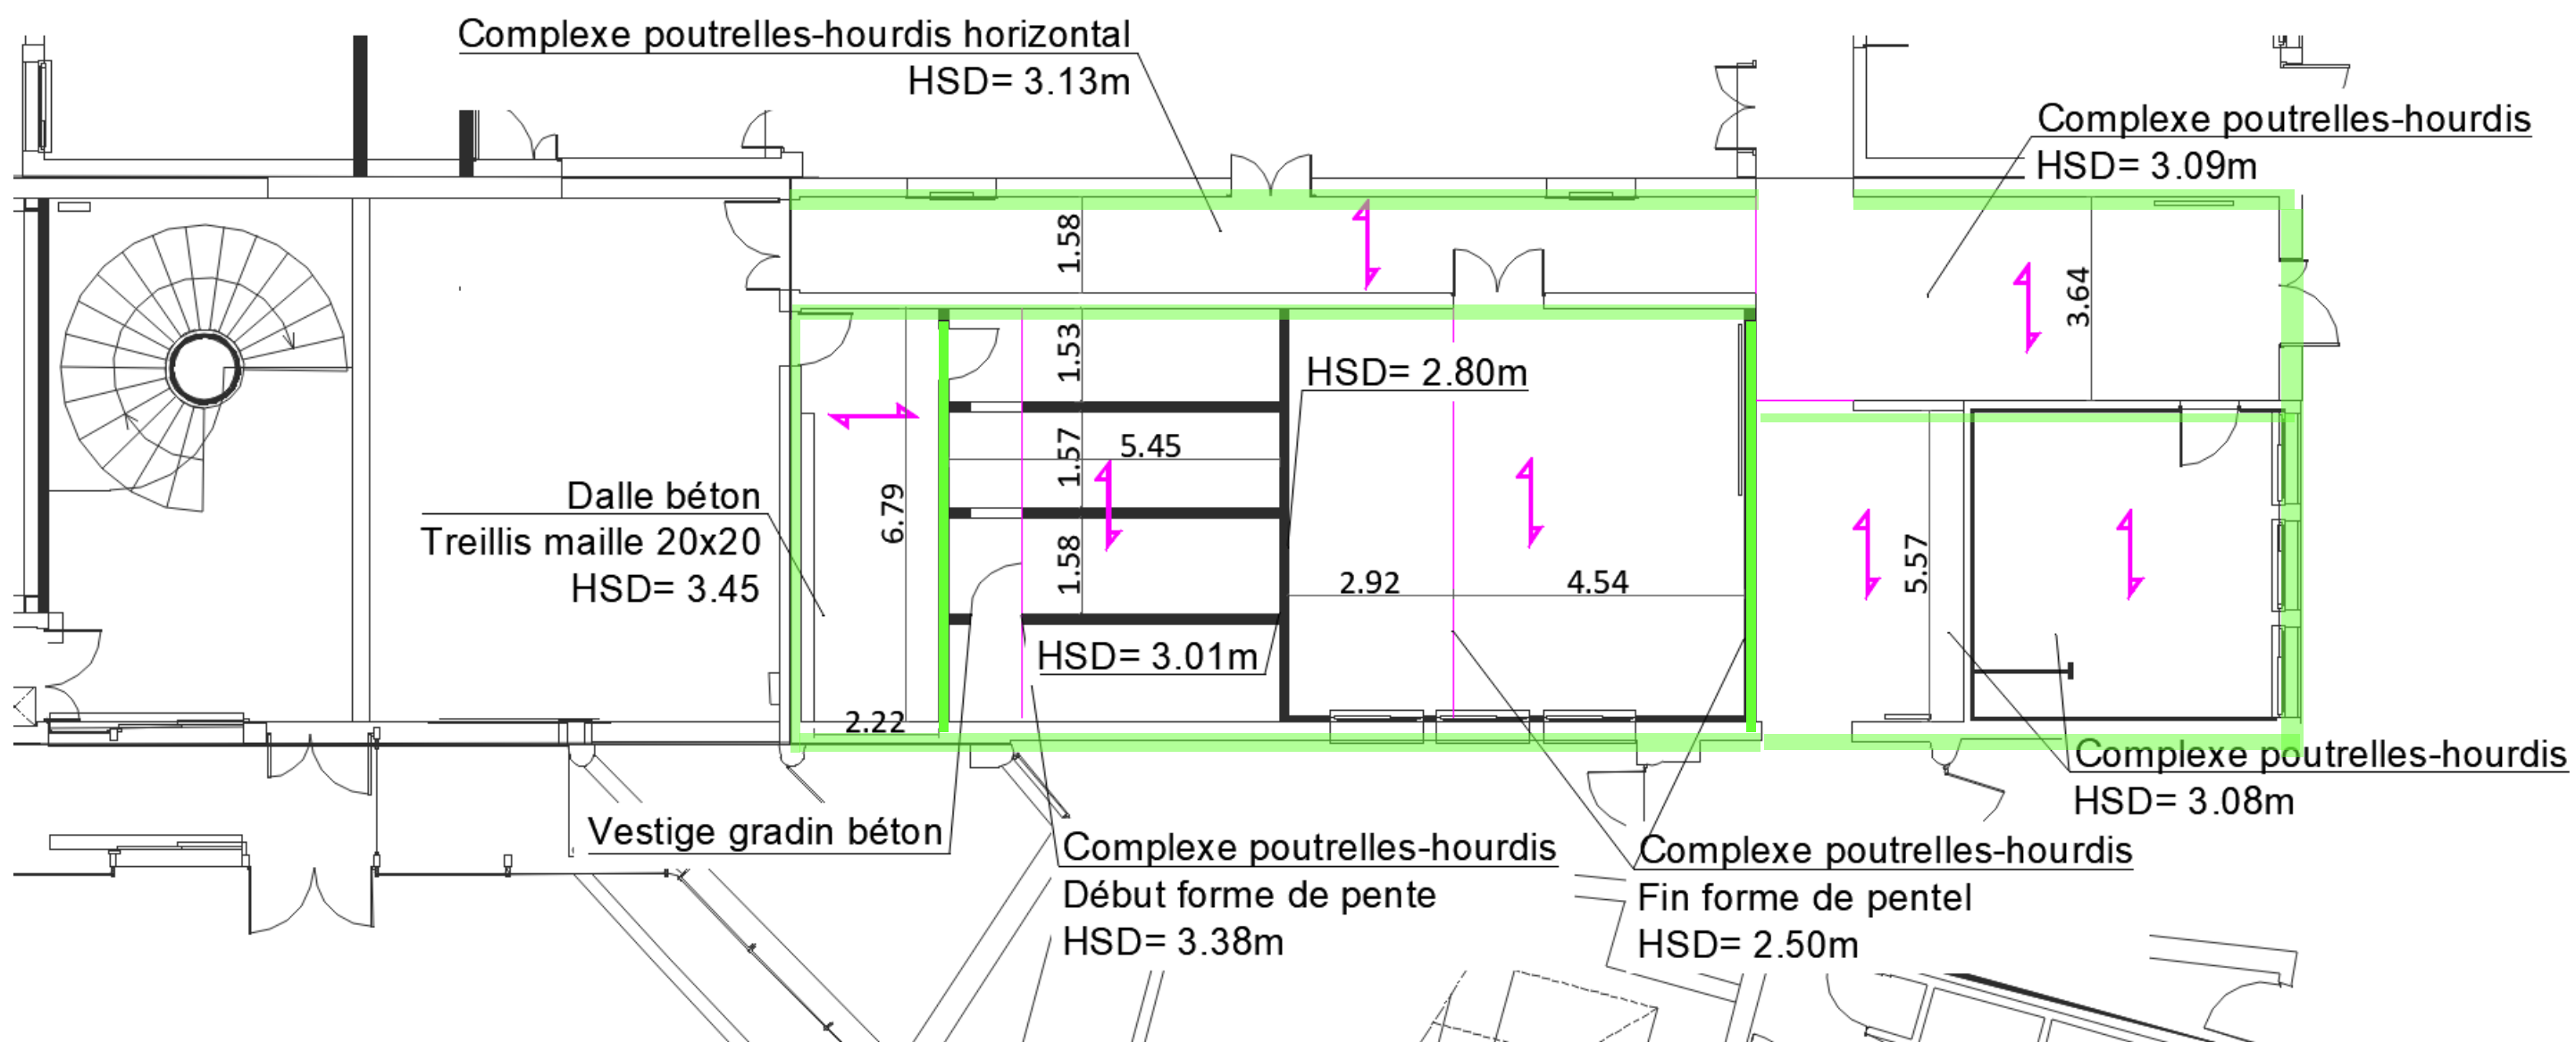 Complexe poutrelles-hourdis horizontal
HSD= 3.13m
Complexe poutrelles-hourdis
HSD= 3.09m
1.58
3.64
1.53
HSD= 2.80m
1.57
5.45
Dalle béton
Treillis maille 20x20
HSD= 3.45
6.79
1.58
2.92
4.54
5.57
HSD= 3.01m
2.22
Complexe poutrelles-hourdis
HSD= 3.08m
Vestige gradin béton
Complexe poutrelles-hourdis
Début forme de pente
HSD= 3.38m
Complexe poutrelles-hourdis
Fin forme de pentel
HSD= 2.50m